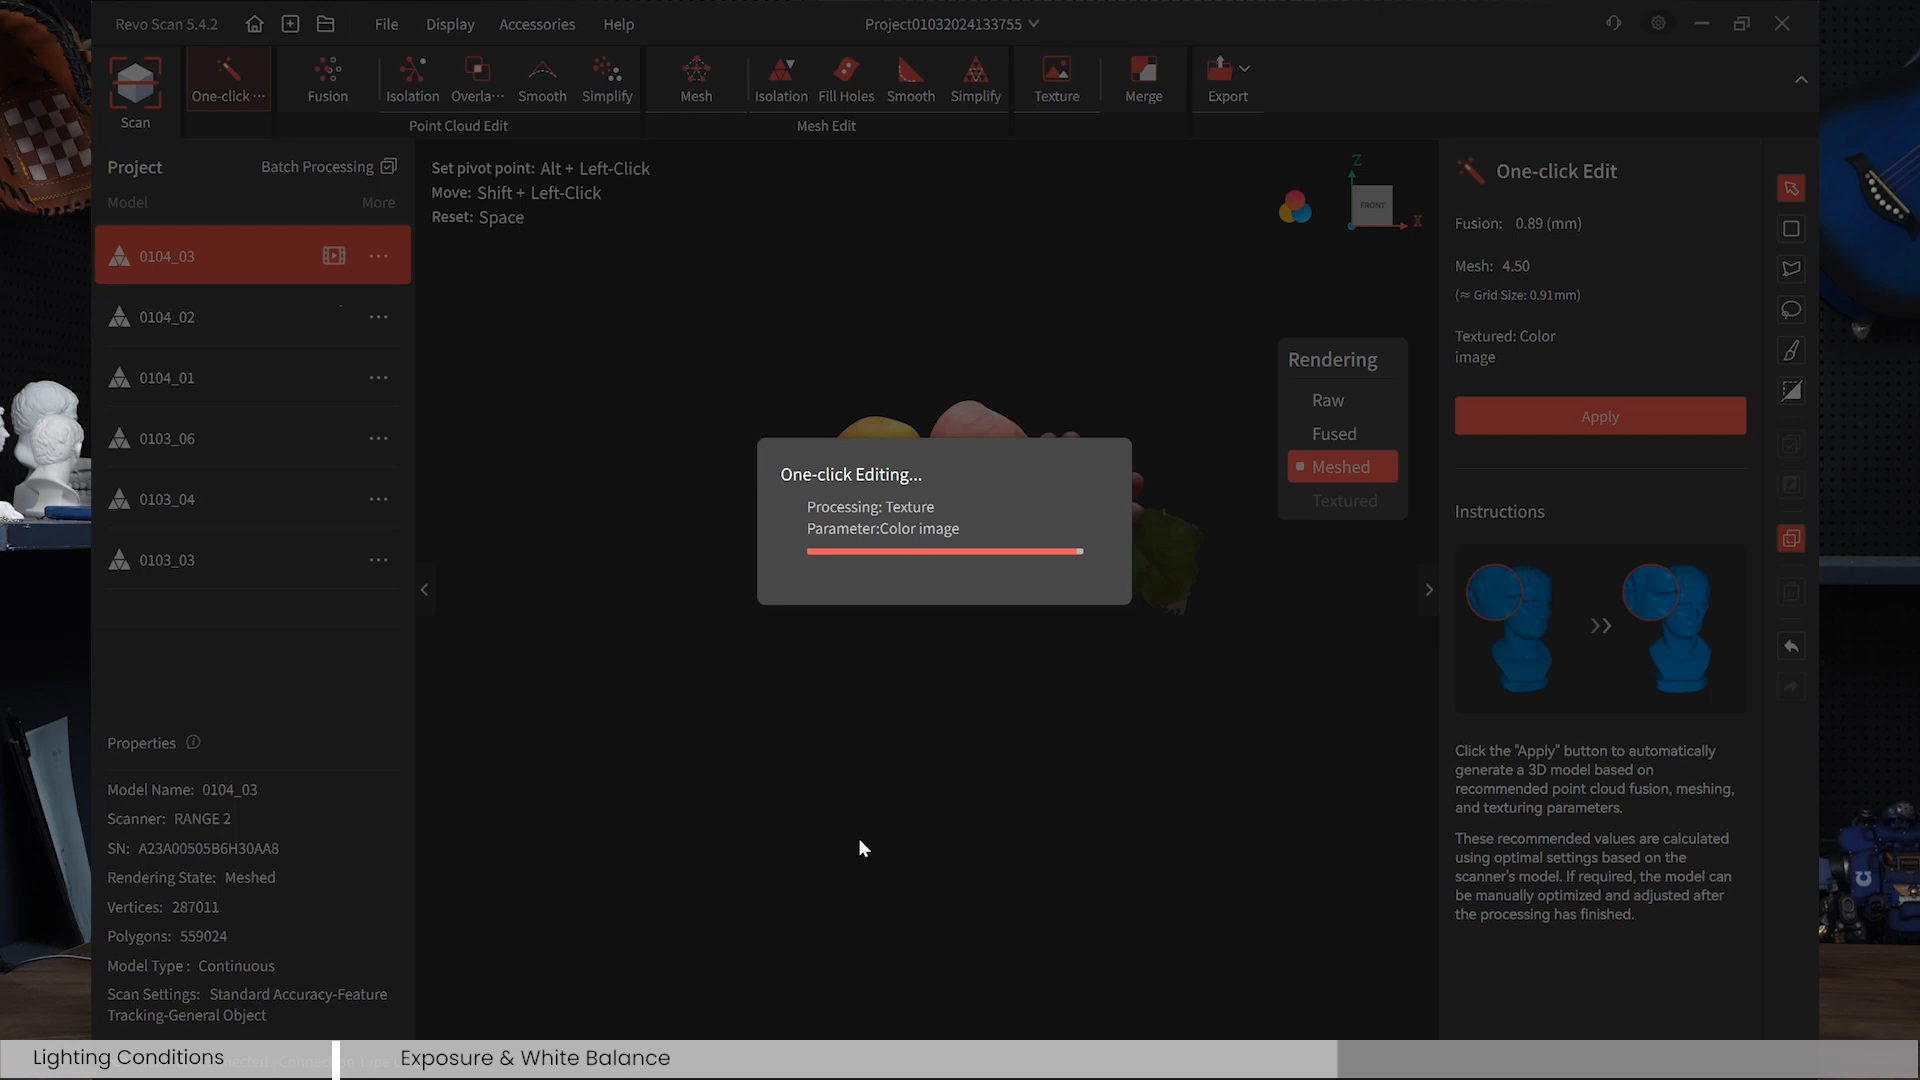 Revo Scan 5.4.2
File
Display
Accessories
Help
Project01032024133755
Scan
One-click ···
Fusion
Isolation
Overla···
Smooth
Simplify
Point Cloud Edit
Mesh
Isolation
Fill Holes
Smooth
Simplify
Mesh Edit
Texture
Merge
Export
Project
Batch Processing
Model
More
0104_03
0104_02
0104_01
0103_06
0103_04
0103_03
Properties
Model Name: 0104_03
Scanner: RANGE 2
SN: A23A00505B6H30AA8
Rendering State: Meshed
Vertices: 287011
Polygons: 559024
Model Type : Continuous
Scan Settings: Standard Accuracy-Feature
Tracking-General Object
Set pivot point: Alt + Left-Click
Move: Shift + Left-Click
Reset: Space
Z
FRONT
X
Rendering
Raw
Fused
Meshed
Textured
One-click Editing...
Processing: Texture
Parameter:Color image
One-click Edit
Fusion: 0.89 (mm)
Mesh: 4.50
(≈ Grid Size: 0.91mm)
Textured: Color
image
Apply
Instructions
Click the "Apply" button to automatically
generate a 3D model based on
recommended point cloud fusion, meshing,
and texturing parameters.
These recommended values are calculated
using optimal settings based on the
scanner's model. If required, the model can
be manually optimized and adjusted after
the processing has finished.
Lighting Conditions
Exposure & White Balance